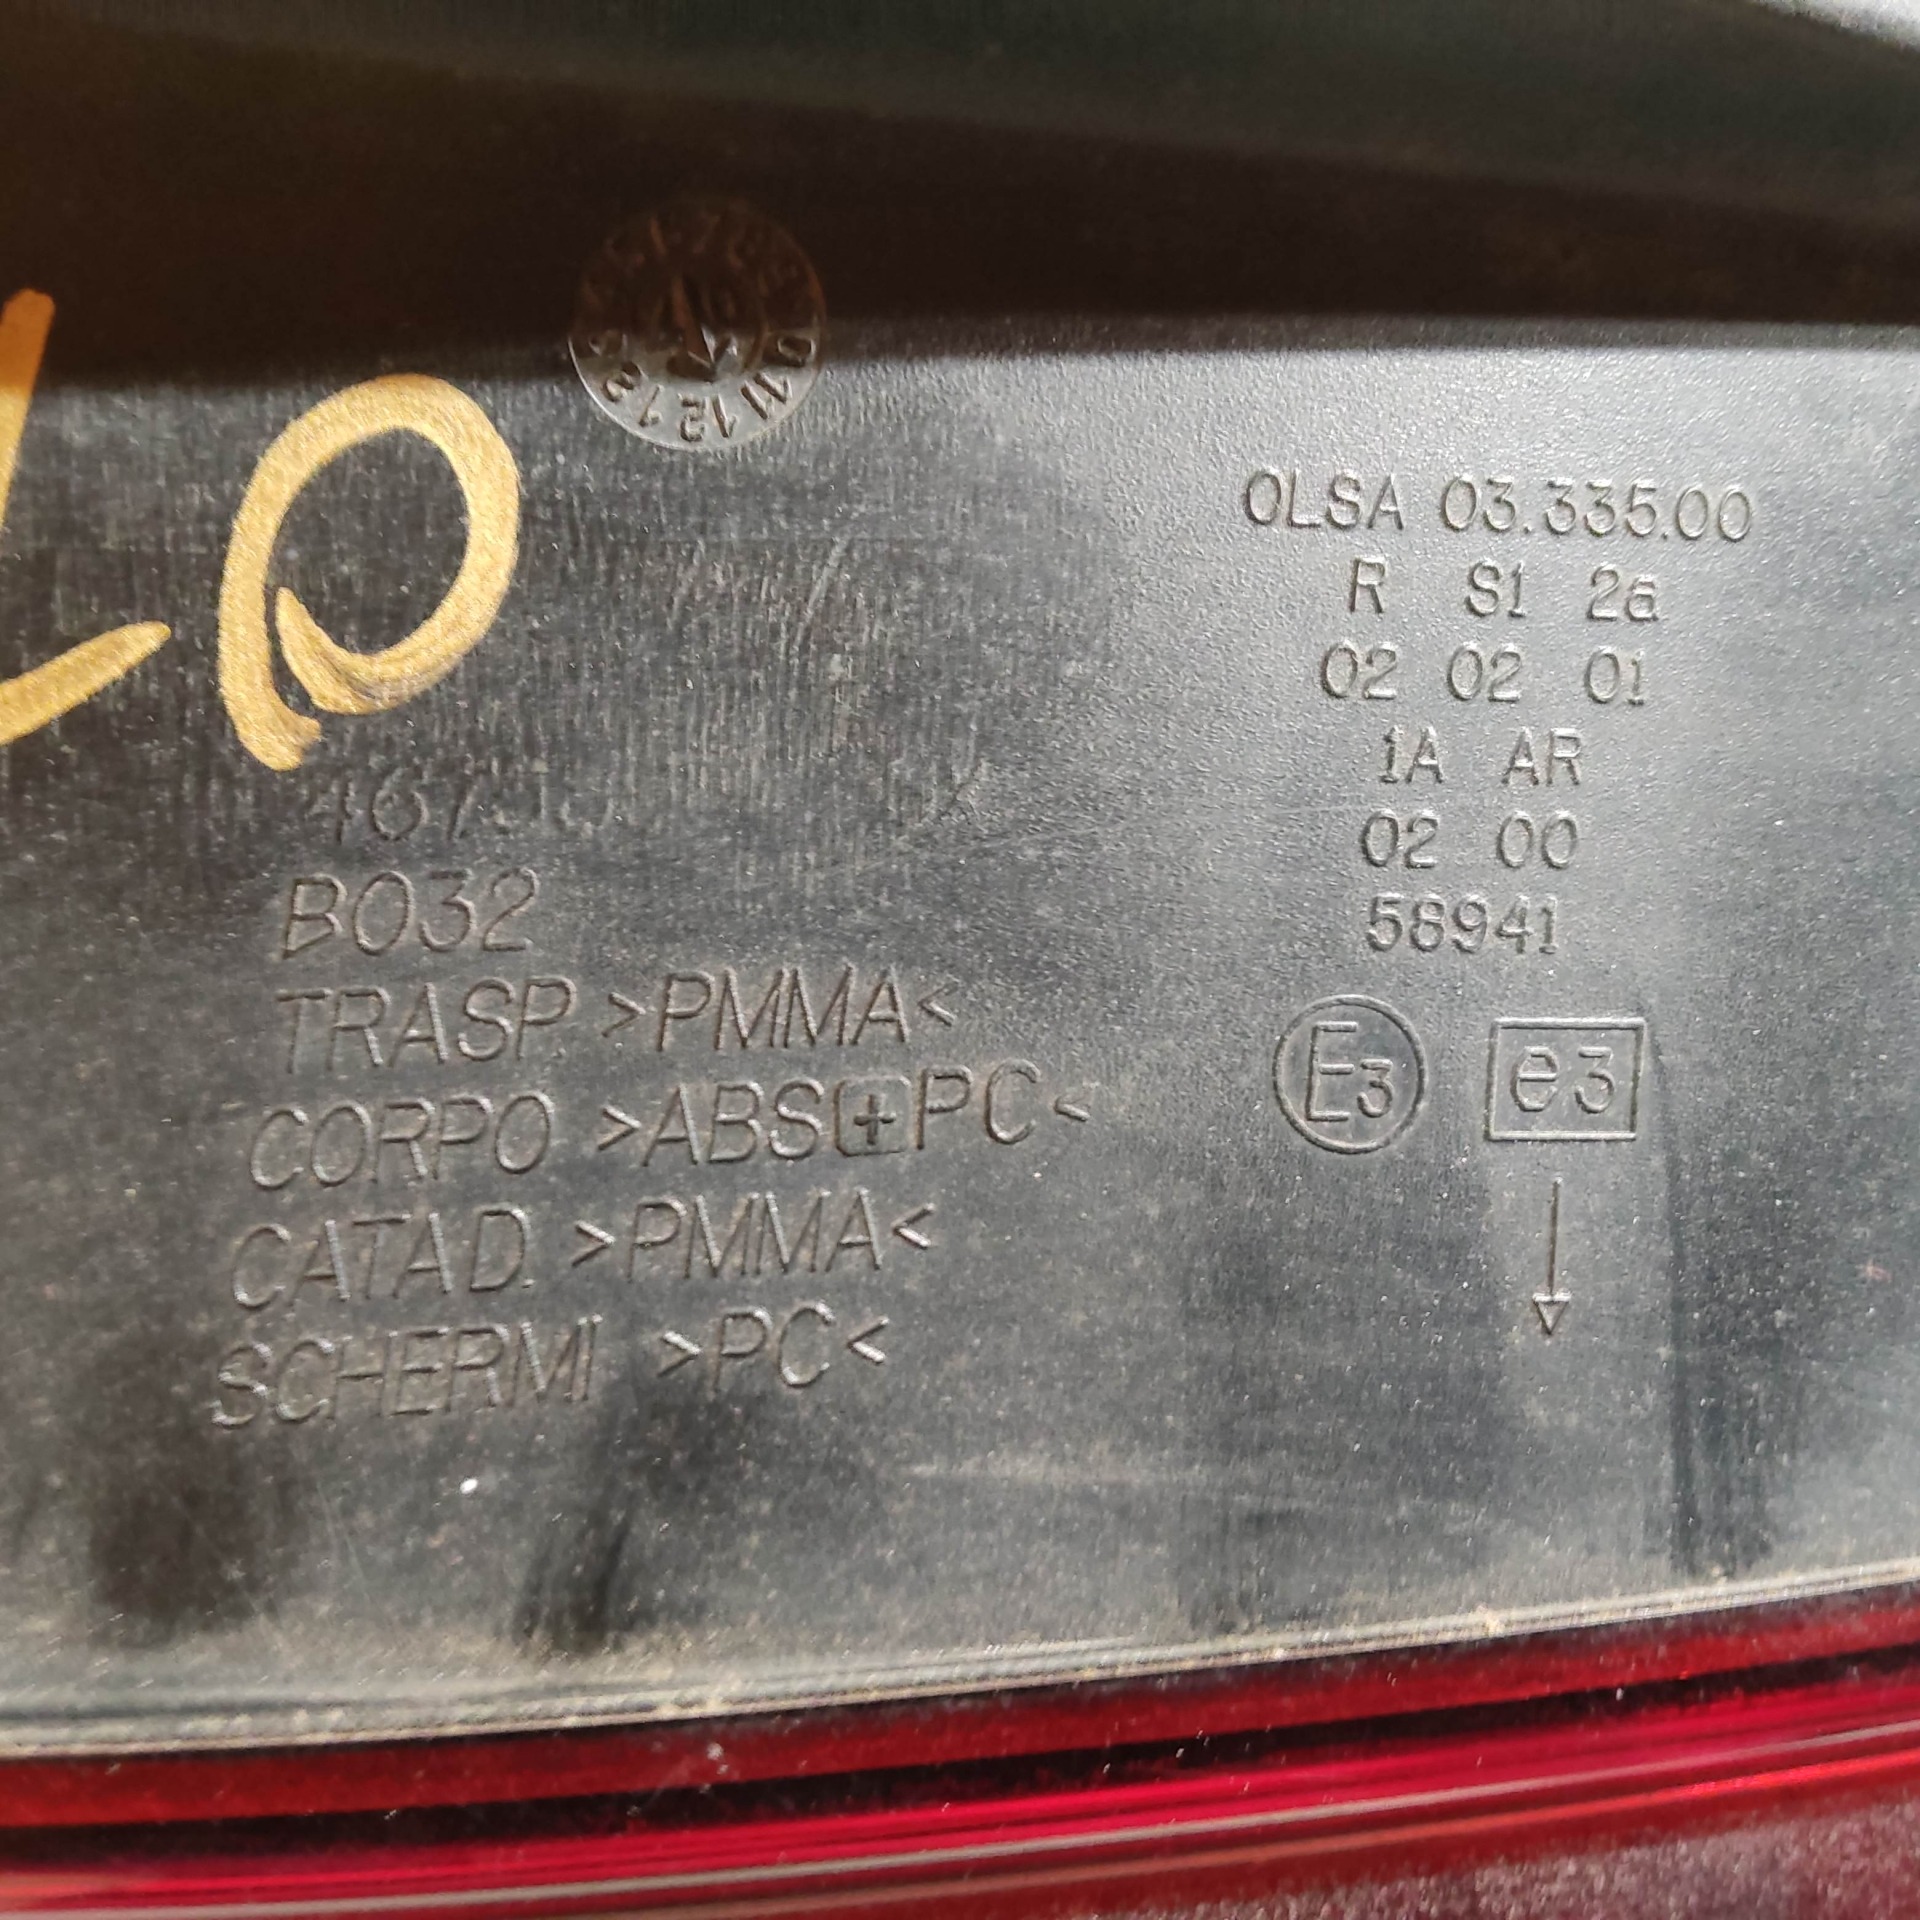 LO
B032
TRASP. >PMMA<
CORPO >ABS+PC<
CATAD. >PMMA<
SCHERMI >PC<
OLSA 03.335.00
R S1 2a
02 02 01
1A AR
02 00
58941
E3 e3